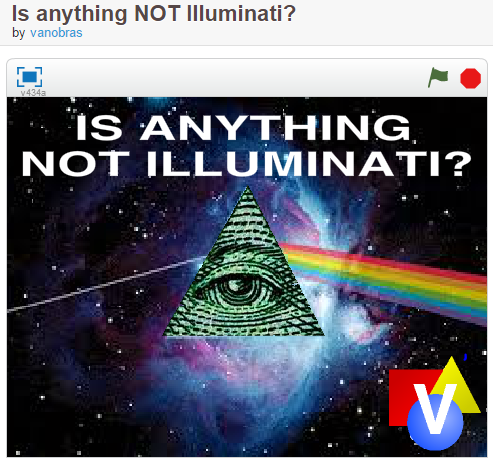 Is anything NOT Illuminati?
by vanobras
v434a
IS ANYTHING
NOT ILLUMINATI?
V